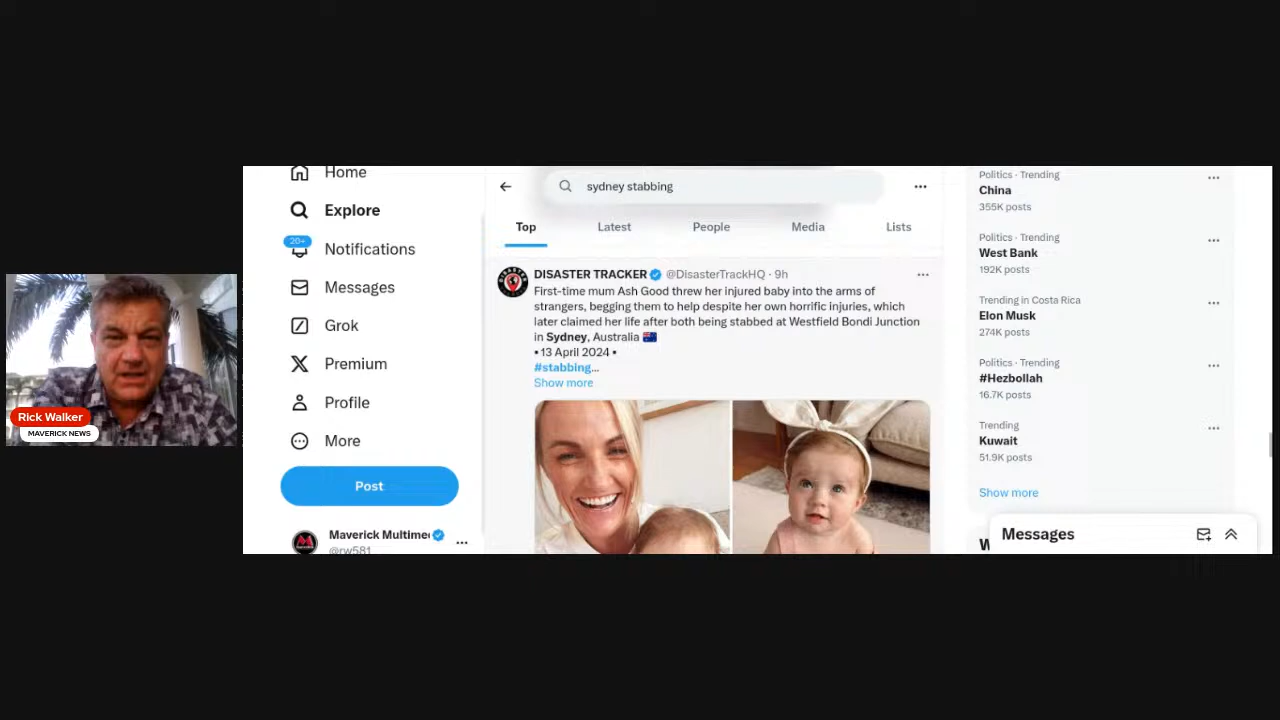 Rick Walker
MAVERICK NEWS
Home
Explore
20+
Notifications
Messages
Grok
Premium
Profile
More
Post
Maverick Multime
@rw581
sydney stabbing
Top
Latest
People
Media
Lists
DISASTER TRACKER @DisasterTrackHQ · 9h
First-time mum Ash Good threw her injured baby into the arms of
strangers, begging them to help despite her own horrific injuries, which
later claimed her life after both being stabbed at Westfield Bondi Junction
in Sydney, Australia 🇦🇺
▪13 April 2024▪
#stabbing...
Show more
Politics · Trending
China
355K posts
Politics · Trending
West Bank
192K posts
Trending in Costa Rica
Elon Musk
274K posts
Politics · Trending
#Hezbollah
16.7K posts
Trending
Kuwait
51.9K posts
Show more
Messages